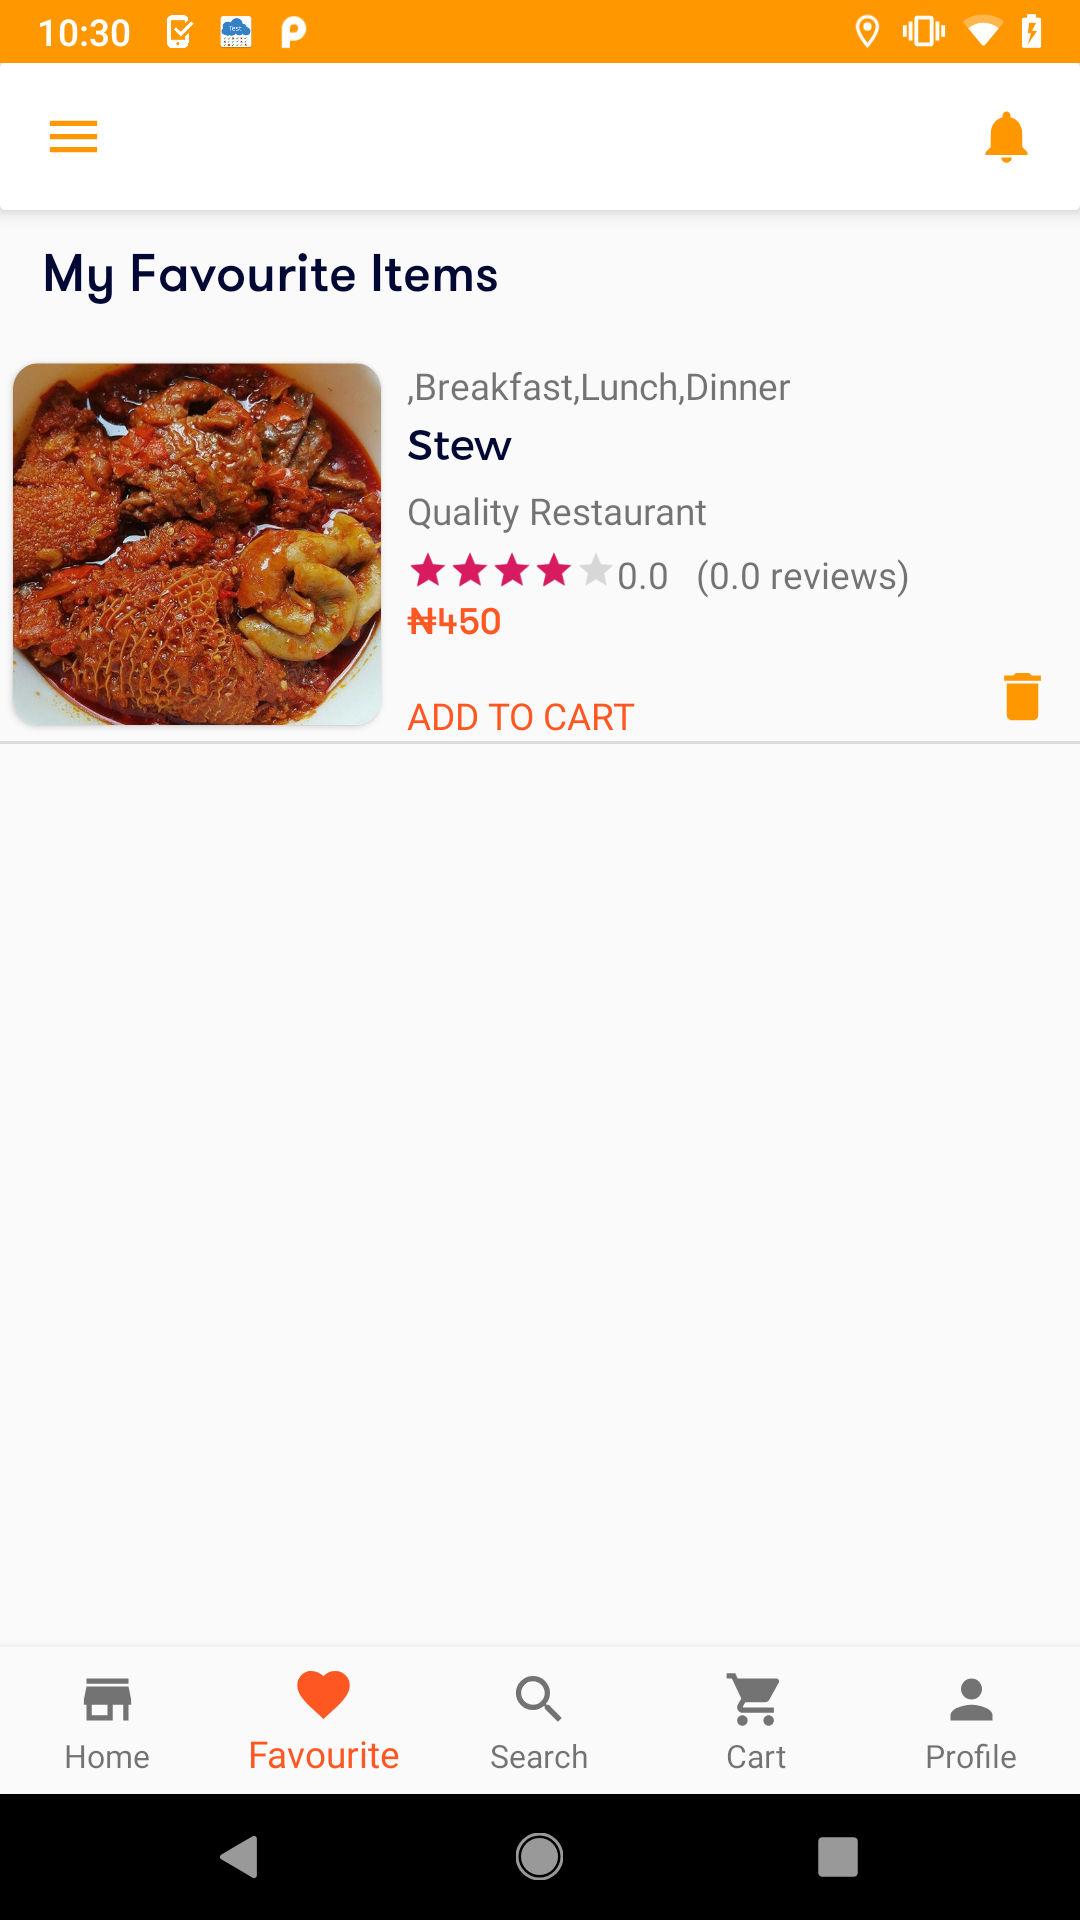 10:30
My Favourite Items
,Breakfast,Lunch,Dinner
Stew
Quality Restaurant
0.0 (0.0 reviews)
₦450
ADD TO CART
Home
Favourite
Search
Cart
Profile